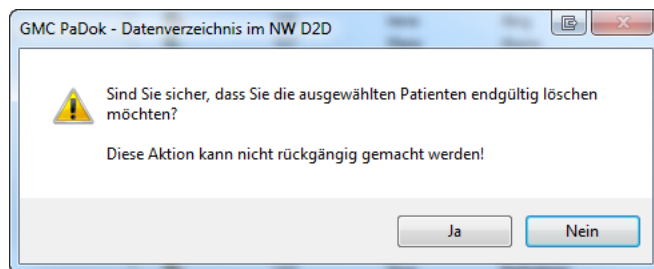 GMC PaDok - Datenverzeichnis im NW D2D
Sind Sie sicher, dass Sie die ausgewählten Patienten endgültig löschen
möchten?
Diese Aktion kann nicht rückgängig gemacht werden!
Ja
Nein